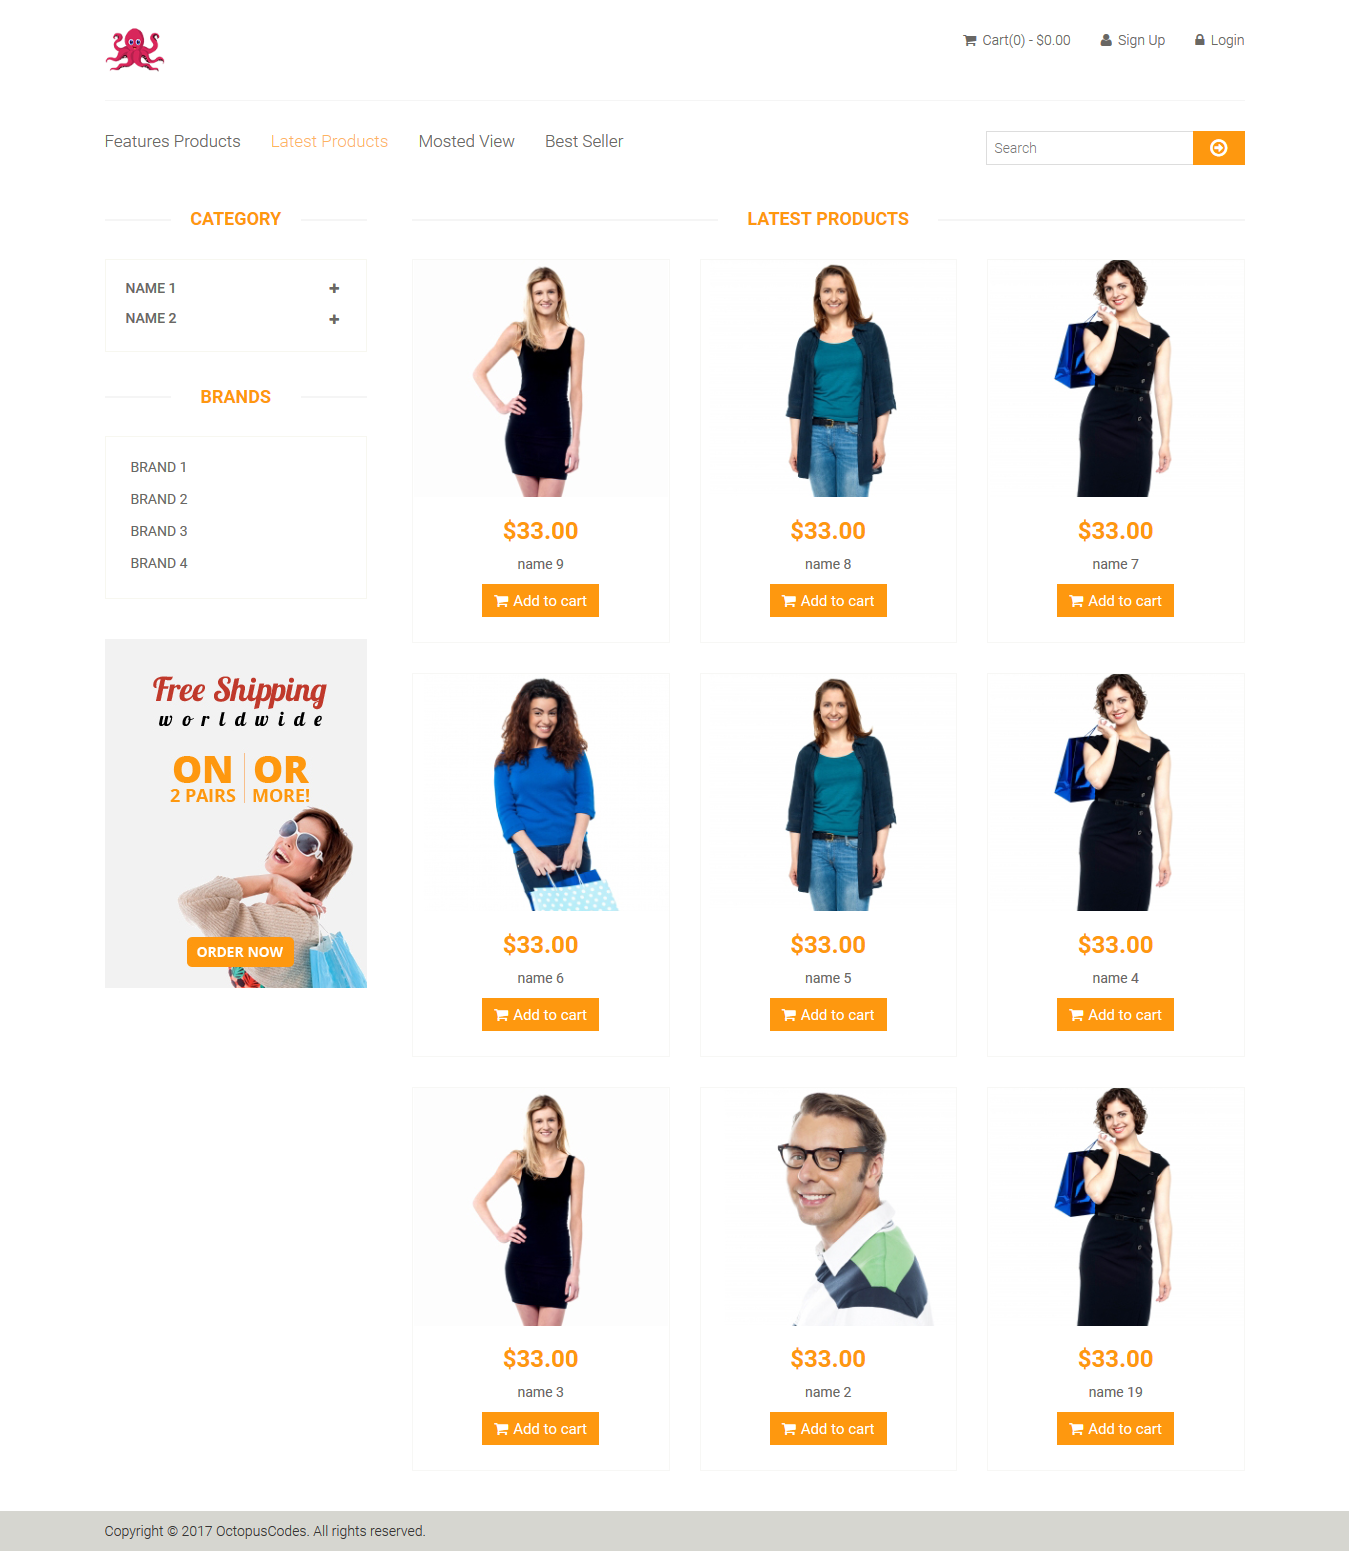 Cart(0) - $0.00
Sign Up
Login
Features Products
Latest Products
Mosted View
Best Seller
Search
CATEGORY
NAME 1
NAME 2
BRANDS
BRAND 1
BRAND 2
BRAND 3
BRAND 4
Free Shipping
worldwide
ON OR
2 PAIRS MORE!
ORDER NOW
LATEST PRODUCTS
$33.00
name 9
Add to cart
$33.00
name 8
Add to cart
$33.00
name 7
Add to cart
$33.00
name 6
Add to cart
$33.00
name 5
Add to cart
$33.00
name 4
Add to cart
$33.00
name 3
Add to cart
$33.00
name 2
Add to cart
$33.00
name 19
Add to cart
Copyright © 2017 OctopusCodes. All rights reserved.